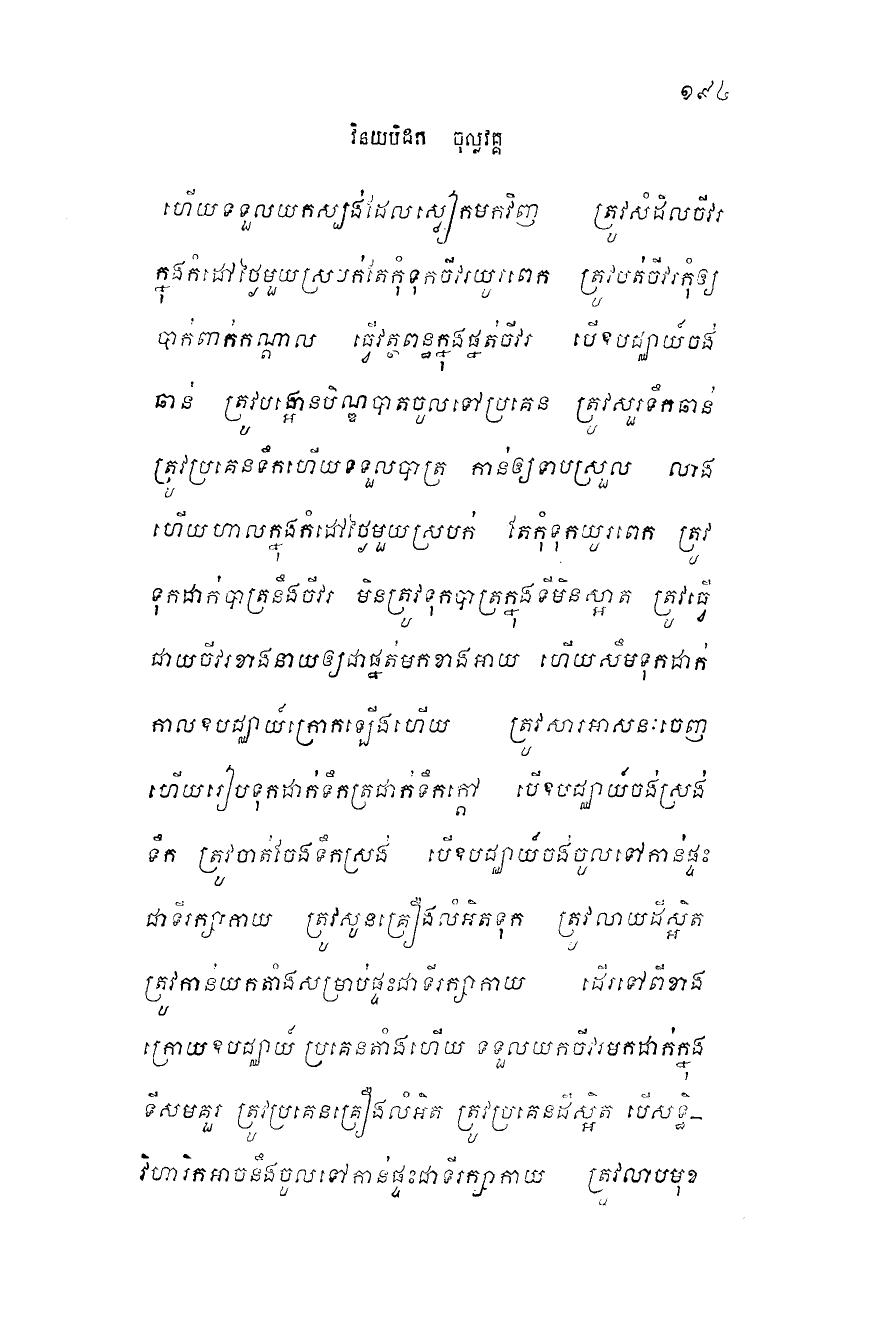 ១៩៤
វិនយបិដក ចុល្លវគ្គ
ហើយទទួលយកស្បង់ដែលស្លៀកមកវិញ ត្រូវសំដិលចីវរ
ក្នុងកំដៅថ្ងៃមួយស្របក់តែកុំទុកចីវរយូរពេក ត្រូវបត់ចីវរកុំឲ្យ
បាក់ពាក់កណ្តាល ធ្វើវត្ថពន្ធក្នុងផ្នត់ចីវរ បើឧបជ្ឈាយ៍ចង់
ឆាន់ ត្រូវបង្អោនបិណ្ឌបាតចូលទៅប្រគេន ត្រូវសួរទឹកឆាន់
ត្រូវប្រគេនទឹកហើយទទួលបាត្រ កាន់ឲ្យទាបស្រួល លាង
ហើយហាលក្នុងកំដៅថ្ងៃមួយស្របក់ តែកុំទុកយូរពេក ត្រូវ
ទុកដាក់បាត្រនឹងចីវរ មិនត្រូវទុកបាត្រក្នុងទីមិនស្អាត ត្រូវធ្វើ
ជាយចីវរខាងនាយឲ្យជាផ្នត់មកខាងអាយ ហើយសឹមទុកដាក់
កាលឧបជ្ឈាយ៍ក្រោកឡើងហើយ ត្រូវសារអាសនៈចេញ
ហើយរៀបទុកដាក់ទឹកត្រជាក់ទឹកក្តៅ បើឧបជ្ឈាយ៍ចង់ស្រង់
ទឹក ត្រូវចាត់ចែងទឹកស្រង់ បើឧបជ្ឈាយ៍ចង់ចូលទៅកាន់ផ្ទះ
ជាទីរក្សាកាយ ត្រូវសូនគ្រឿងលំអិតទុក ត្រូវលាយដីស្អិត
ត្រូវកាន់យកតាំងសម្រាប់ផ្ទះជាទីរក្សាកាយ ដើរទៅពីខាង
ក្រោយឧបជ្ឈាយ៍ ប្រគេនតាំងហើយ ទទួលយកចីវរមកដាក់ក្នុង
ទីសមគួរ ត្រូវប្រគេនគ្រឿងលំអិត ត្រូវប្រគេនដីស្អិត បើសទ្ធិ_
វិហារិកអាចនឹងចូលទៅកាន់ផ្ទះជាទីរក្សាកាយ ត្រូវលាបមុខ